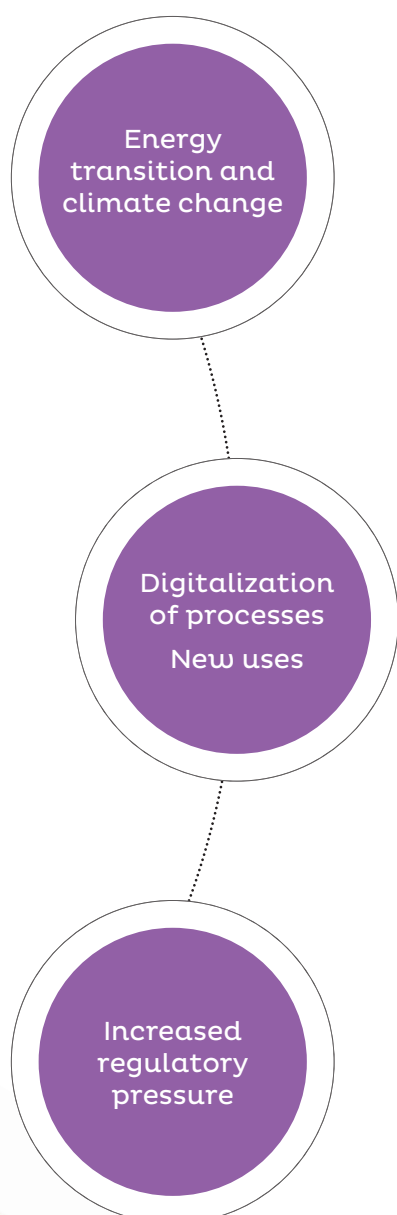 Energy
transition and
climate change
Digitalization
of processes
New uses
Increased
regulatory
pressure